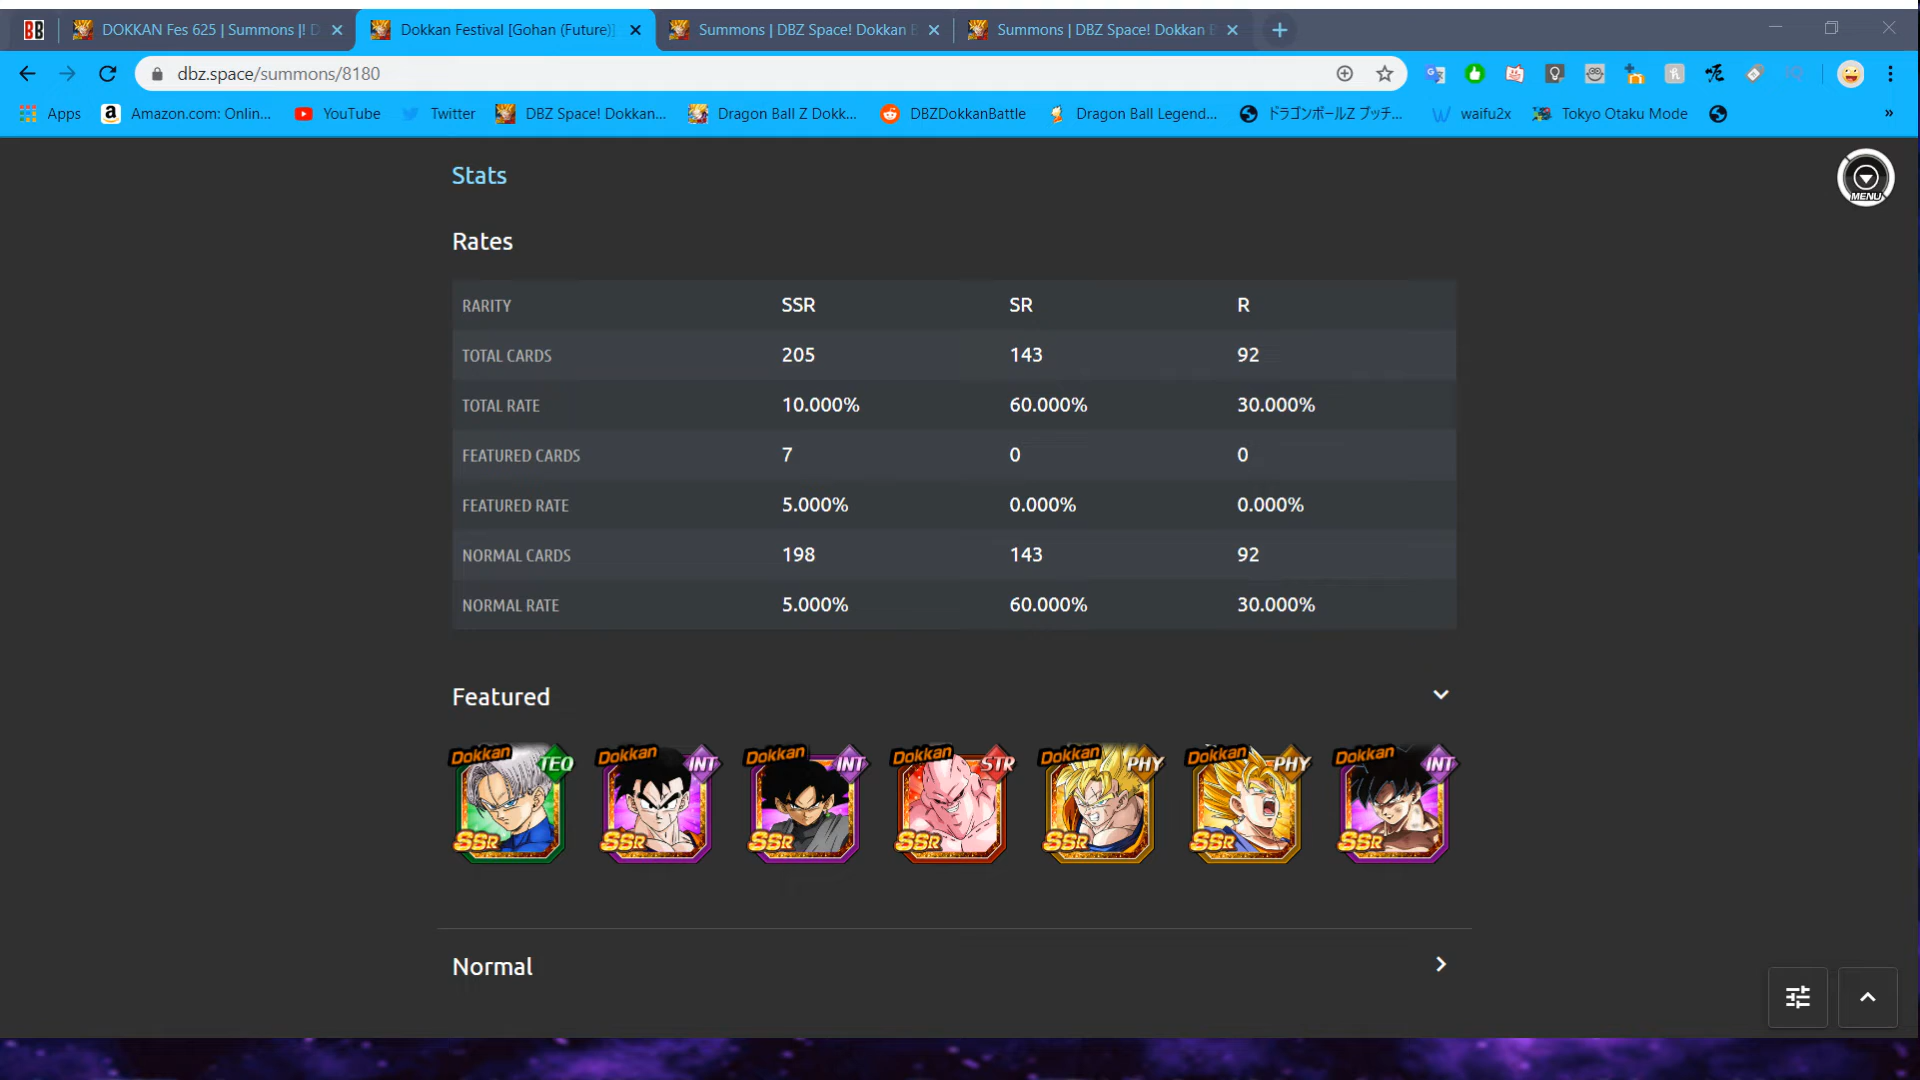 BB
DOKKAN Fes 625 | Summons |! D
Dokkan Festival [Gohan (Future)]
Summons | DBZ Space! Dokkan B
Summons | DBZ Space! Dokkan B
dbz.space/summons/8180
Apps
Amazon.com: Onlin...
YouTube
Twitter
DBZ Space! Dokkan...
Dragon Ball Z Dokk...
DBZDokkanBattle
Dragon Ball Legend...
ドラゴンボールZ ブッチ...
waifu2x
Tokyo Otaku Mode
»
Stats
MENU
Rates
RARITY SSR SR R
TOTAL CARDS 205 143 92
TOTAL RATE 10.000% 60.000% 30.000%
FEATURED CARDS 7 0 0
FEATURED RATE 5.000% 0.000% 0.000%
NORMAL CARDS 198 143 92
NORMAL RATE 5.000% 60.000% 30.000%
Featured
Dokkan TEQ SSR
Dokkan INT SSR
Dokkan INT SSR
Dokkan STR SSR
Dokkan PHY SSR
Dokkan PHY SSR
Dokkan INT SSR
Normal